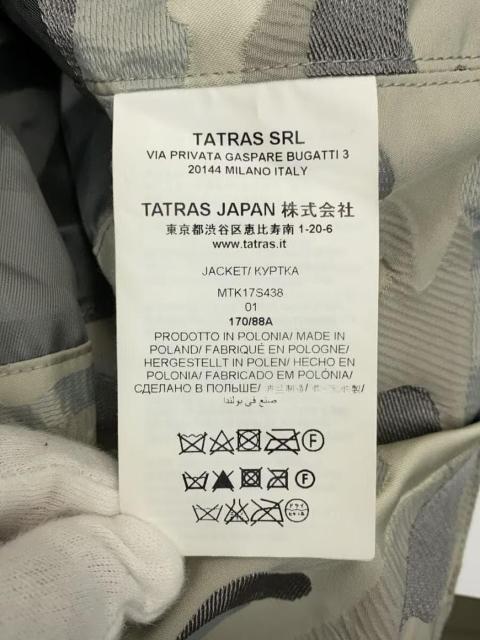 TATRAS SRL
VIA PRIVATA GASPARE BUGATTI 3
20144 MILANO ITALY
TATRAS JAPAN 株式会社
東京都渋谷区恵比寿南 1-20-6
www.tatras.it
JACKET/ КУРТКА
MTK17S438
01
170/88A
PRODOTTO IN POLONIA/ MADE IN
POLAND/ FABRIQUÉ EN POLOGNE/
HERGESTELLT IN POLEN/ HECHO EN
POLONIA/ FABRICADO EM POLÓNIA/
СДЕЛАНО В ПОЛЬШЕ/
صنع في بولندا
F
F
ドライ